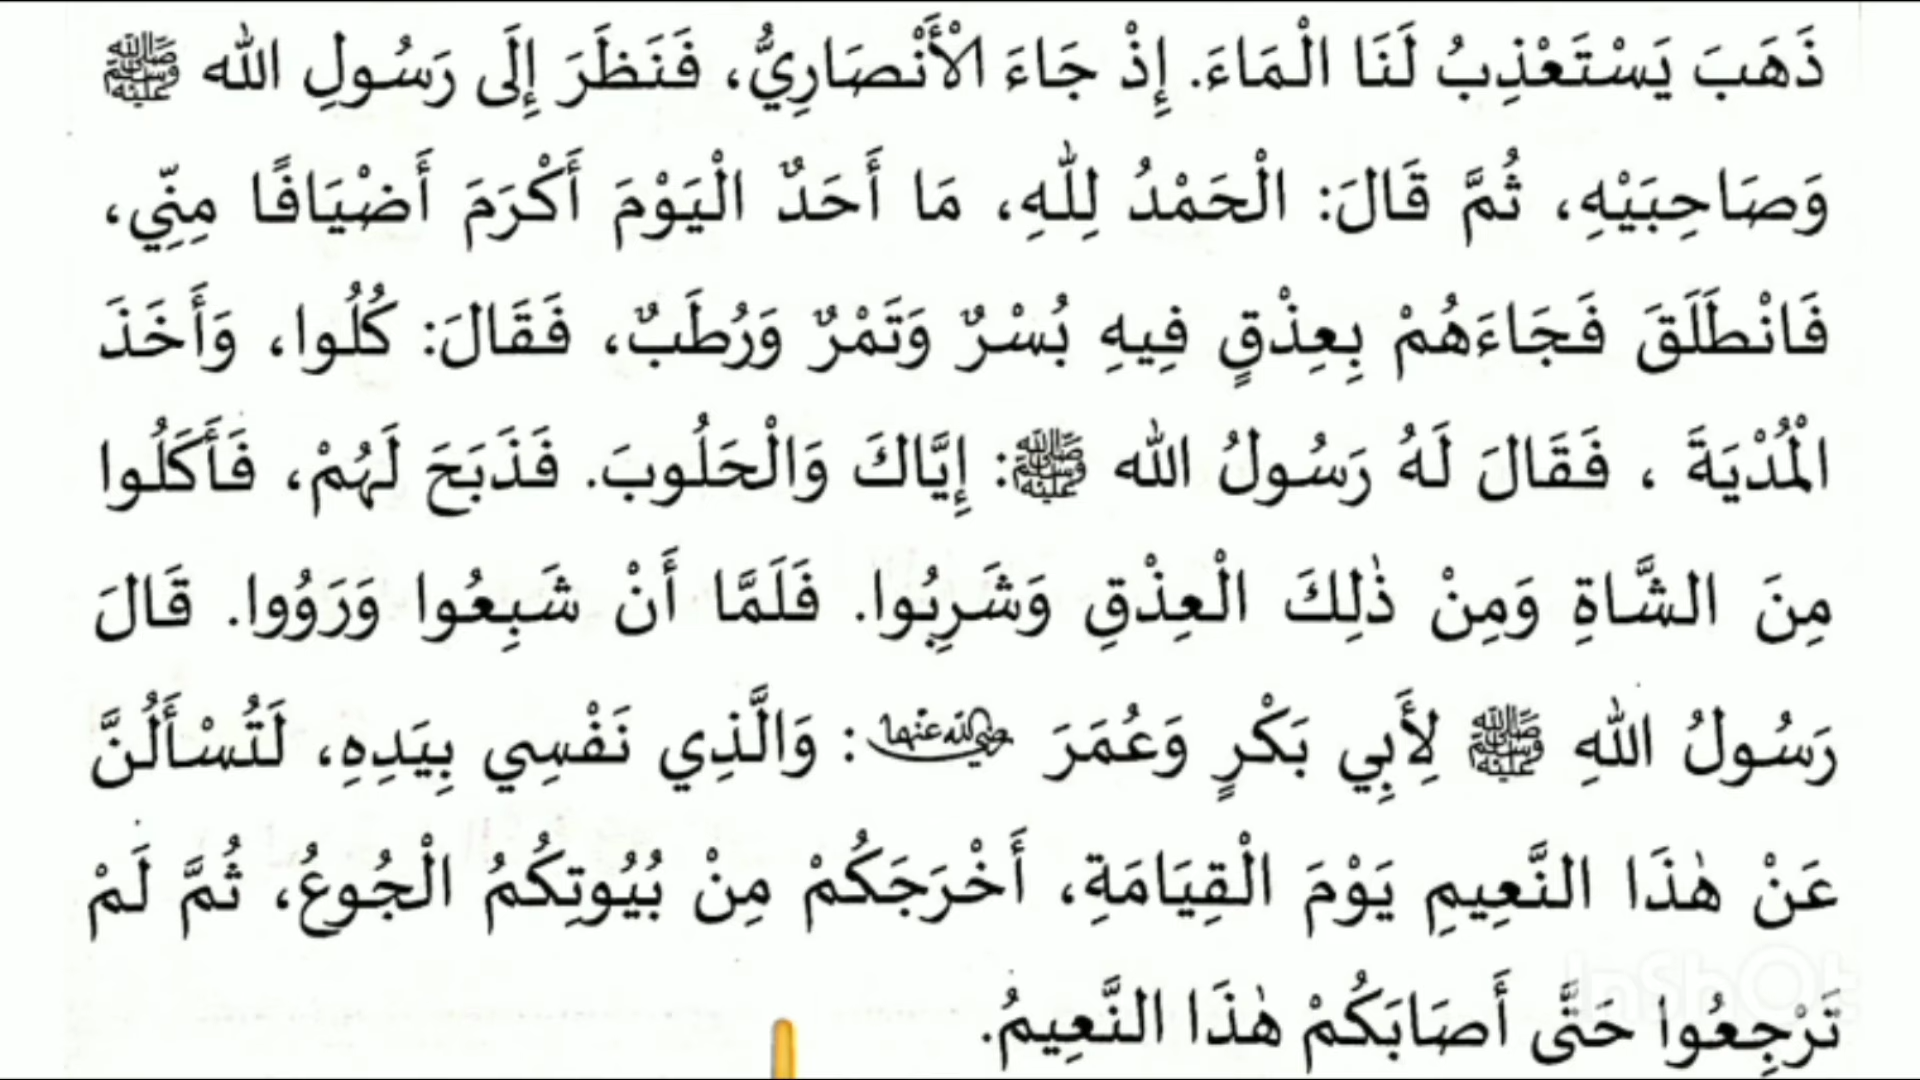 ذَهَبَ يَسْتَعْذِبُ لَنَا الْمَاءَ. إِذْ جَاءَ الْأَنْصَارِيُّ، فَنَظَرَ إِلَى رَسُولِ الله ﷺ
وَصَاحِبَيْهِ، ثُمَّ قَالَ: الْحَمْدُ لِلّٰهِ، مَا أَحَدٌ الْيَوْمَ أَكْرَمَ أَضْيَافًا مِنِّي،
فَانْطَلَقَ فَجَاءَهُمْ بِعِذْقٍ فِيهِ بُسْرٌ وَتَمْرٌ وَرُطَبٌ، فَقَالَ: كُلُوا، وَأَخَذَ
الْمُدْيَةَ ، فَقَالَ لَهُ رَسُولُ الله ﷺ: إِيَّاكَ وَالْحَلُوبَ. فَذَبَحَ لَهُمْ، فَأَكَلُوا
مِنَ الشَّاةِ وَمِنْ ذٰلِكَ الْعِذْقِ وَشَرِبُوا. فَلَمَّا أَنْ شَبِعُوا وَرَوُوا. قَالَ
رَسُولُ اللهِ ﷺ لِأَبِي بَكْرٍ وَعُمَرَ رضي الله عنهما: وَالَّذِي نَفْسِي بِيَدِهِ، لَتُسْأَلُنَّ
عَنْ هٰذَا النَّعِيمِ يَوْمَ الْقِيَامَةِ، أَخْرَجَكُمْ مِنْ بُيُوتِكُمُ الْجُوعُ، ثُمَّ لَمْ
تَرْجِعُوا حَتَّى أَصَابَكُمْ هٰذَا النَّعِيمُ.
InShOt